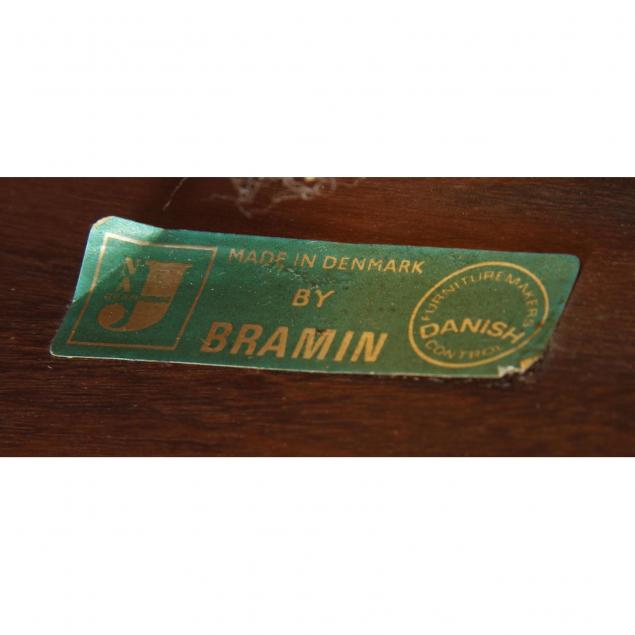 J
MADE IN DENMARK
BY
BRAMIN
FURNITUREMAKERS
DANISH
CONTROL